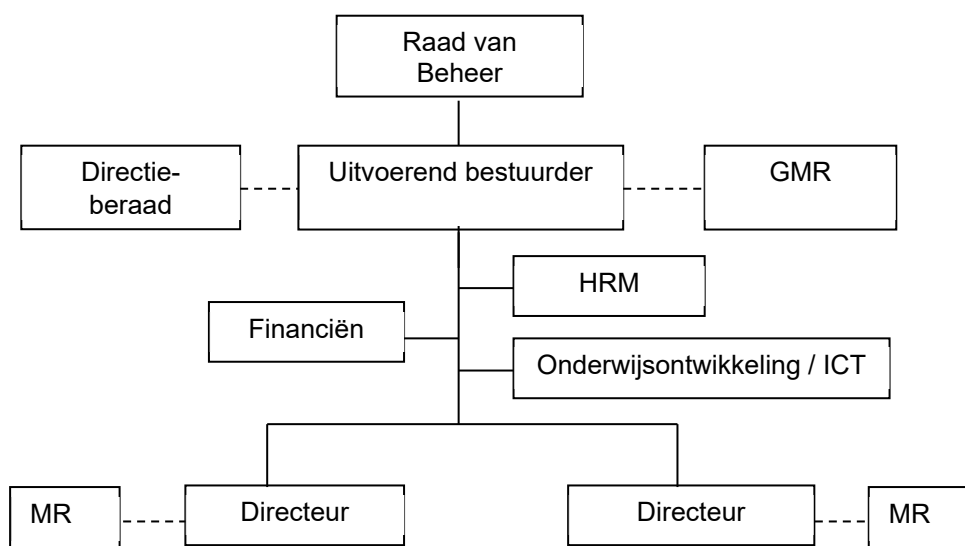 Raad van
Beheer
Directie-
beraad
Uitvoerend bestuurder
GMR
HRM
Financiën
Onderwijsontwikkeling / ICT
MR
Directeur
Directeur
MR